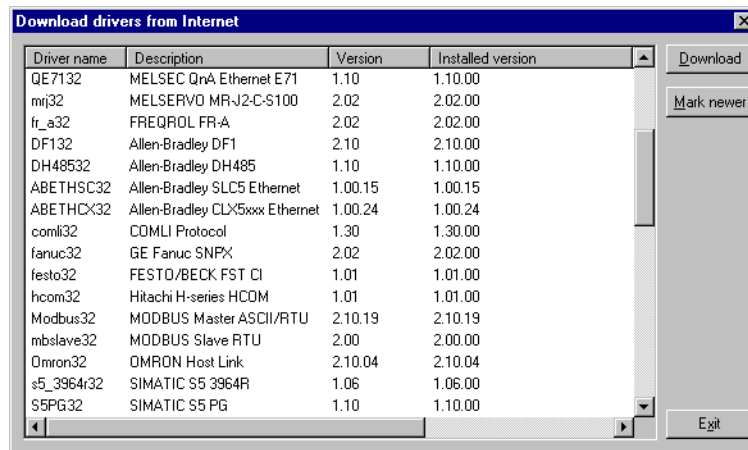 Download drivers from Internet
Driver name Description Version Installed version
QE7132 MELSEC QnA Ethernet E71 1.10 1.10.00
mrj32 MELSERVO MR-J2-C-S100 2.02 2.02.00
fr_a32 FREQROL FR-A 2.02 2.02.00
DF132 Allen-Bradley DF1 2.10 2.10.00
DH48532 Allen-Bradley DH485 1.10 1.10.00
ABETHSC32 Allen-Bradley SLC5 Ethernet 1.00.15 1.00.15
ABETHCX32 Allen-Bradley CLX5xxx Ethernet 1.00.24 1.00.24
comli32 COMLI Protocol 1.30 1.30.00
fanuc32 GE Fanuc SNPX 2.02 2.02.00
festo32 FESTO/BECK FST CI 1.01 1.01.00
hcom32 Hitachi H-series HCOM 1.01 1.01.00
Modbus32 MODBUS Master ASCII/RTU 2.10.19 2.10.19
mbslave32 MODBUS Slave RTU 2.00 2.00.00
Omron32 OMRON Host Link 2.10.04 2.10.04
s5_3964r32 SIMATIC S5 3964R 1.06 1.06.00
S5PG32 SIMATIC S5 PG 1.10 1.10.00
Download
Mark newer
Exit